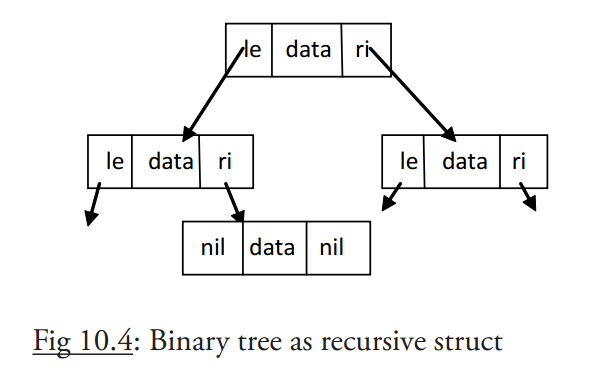 le data ri
le data ri
le data ri
nil data nil
Fig 10.4: Binary tree as recursive struct